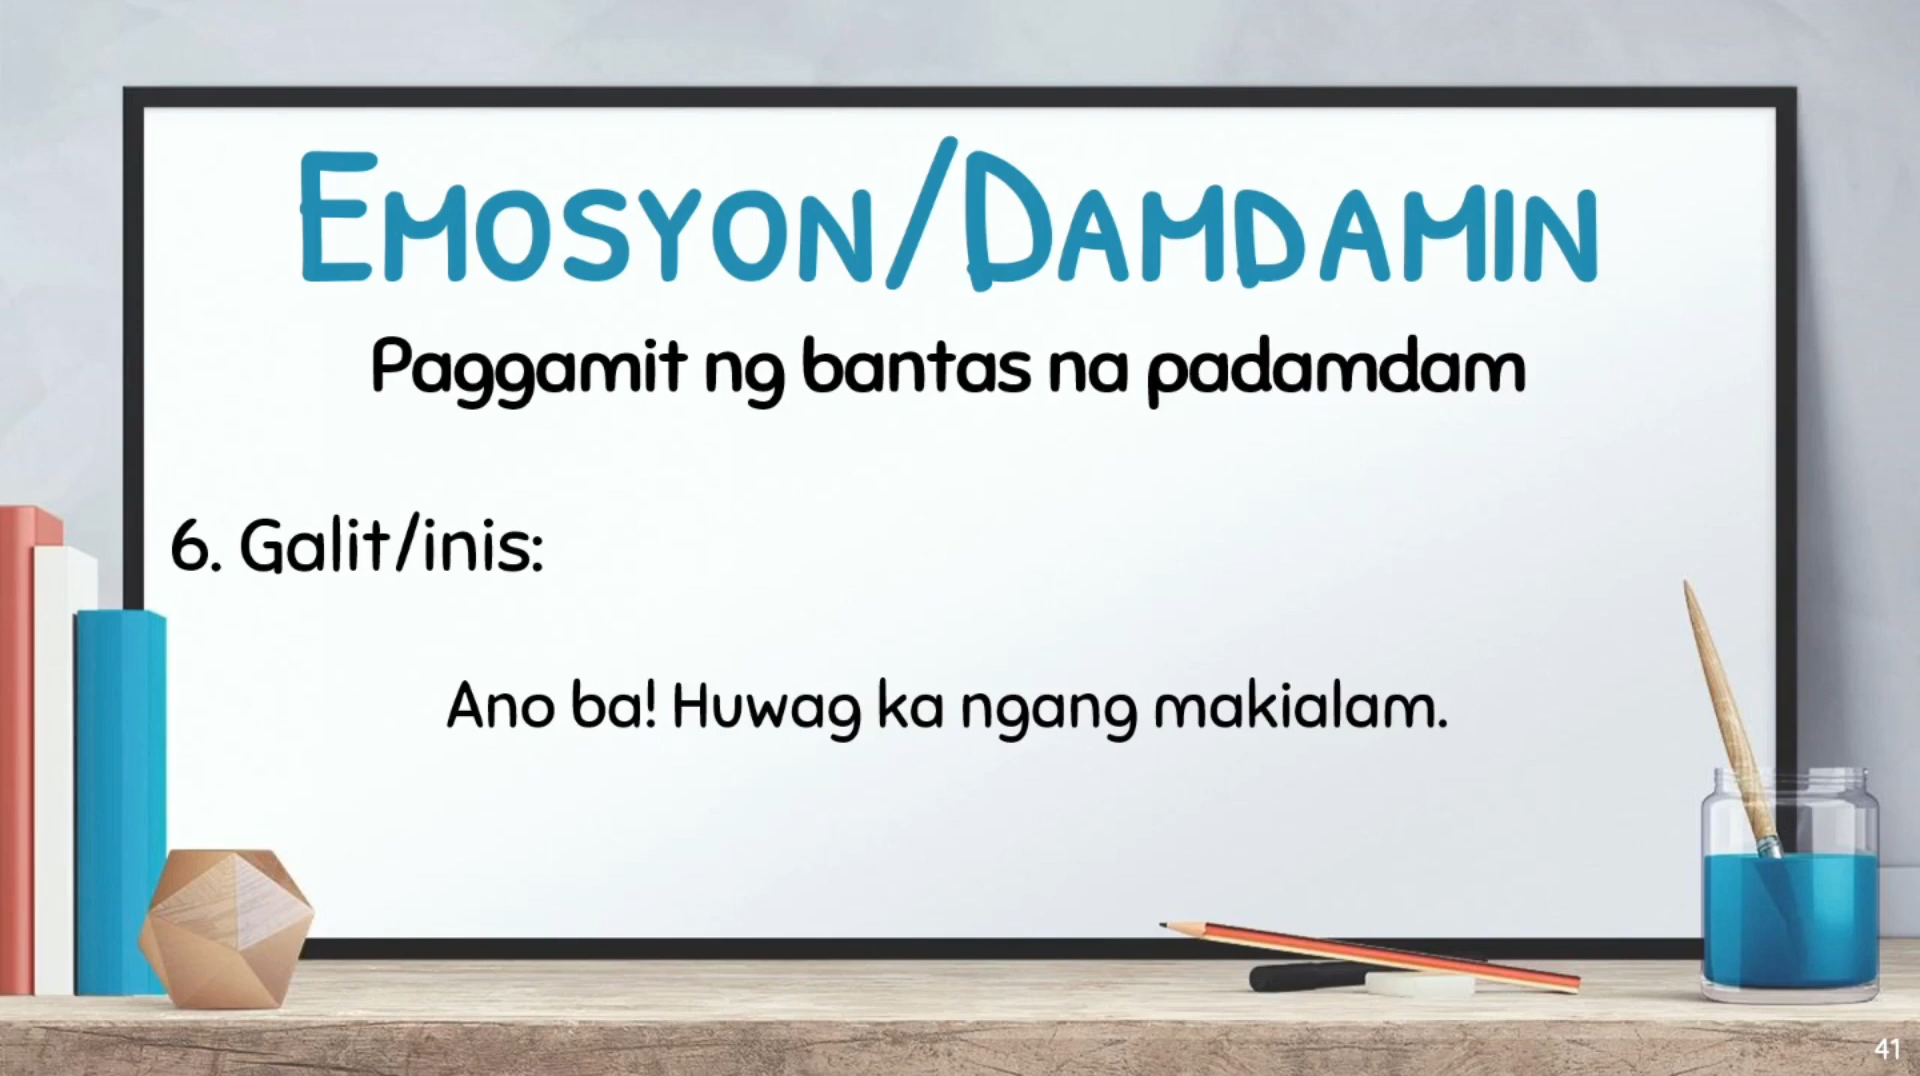 EMOSYON/DAMDAMIN
Paggamit ng bantas na padamdam
6. Galit/inis:
Ano ba! Huwag ka ngang makialam.
41